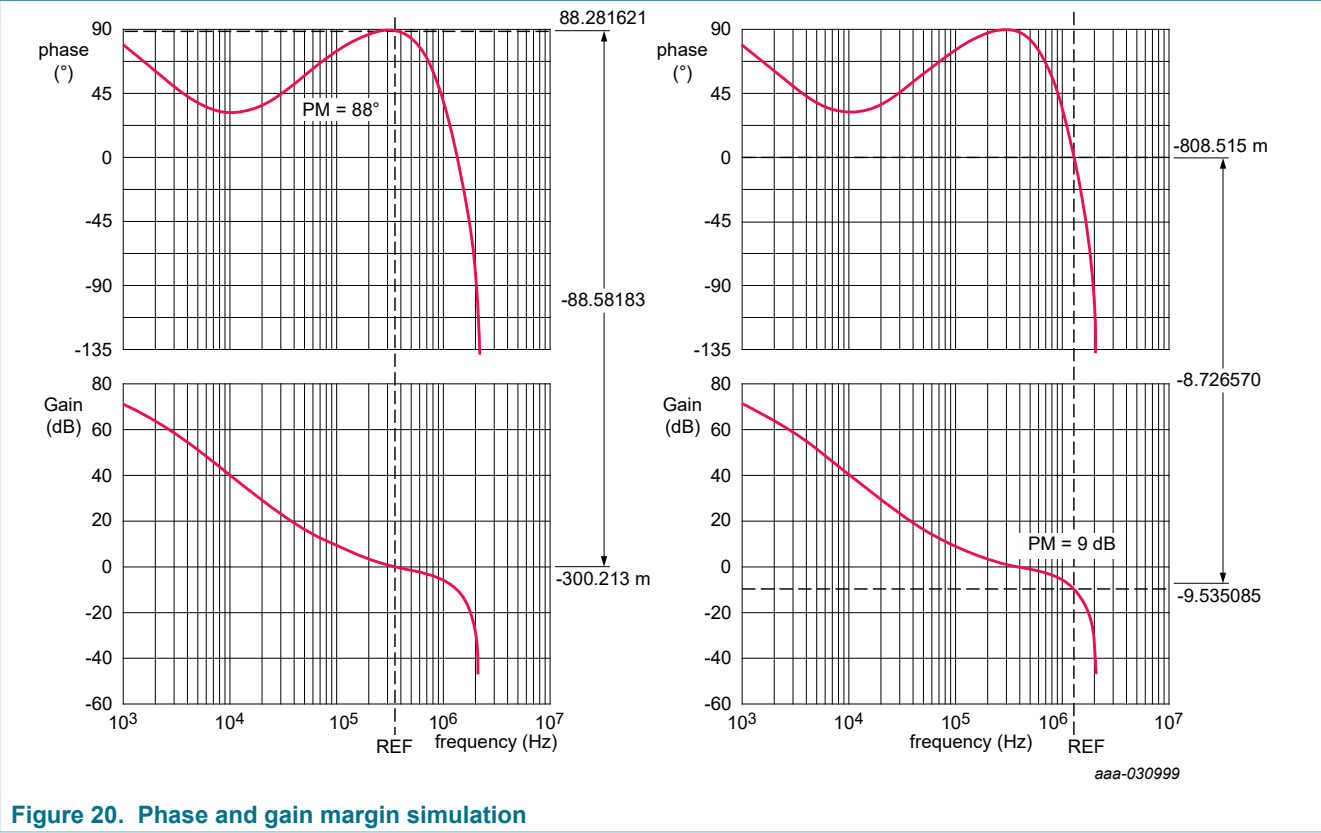 88.281621
90
phase
(°)
45
PM = 88°
0
-45
-90
-88.58183
-135
80
Gain
(dB)
60
40
20
0
-300.213 m
-20
-40
-60
10³ 10⁴ 10⁵ 10⁶ 10⁷
REF frequency (Hz)
90
phase
(°)
45
0
-808.515 m
-45
-90
-135
80
-8.726570
Gain
(dB)
60
40
20
PM = 9 dB
0
-9.535085
-20
-40
-60
10³ 10⁴ 10⁵ 10⁶ 10⁷
frequency (Hz) REF
aaa-030999
Figure 20. Phase and gain margin simulation